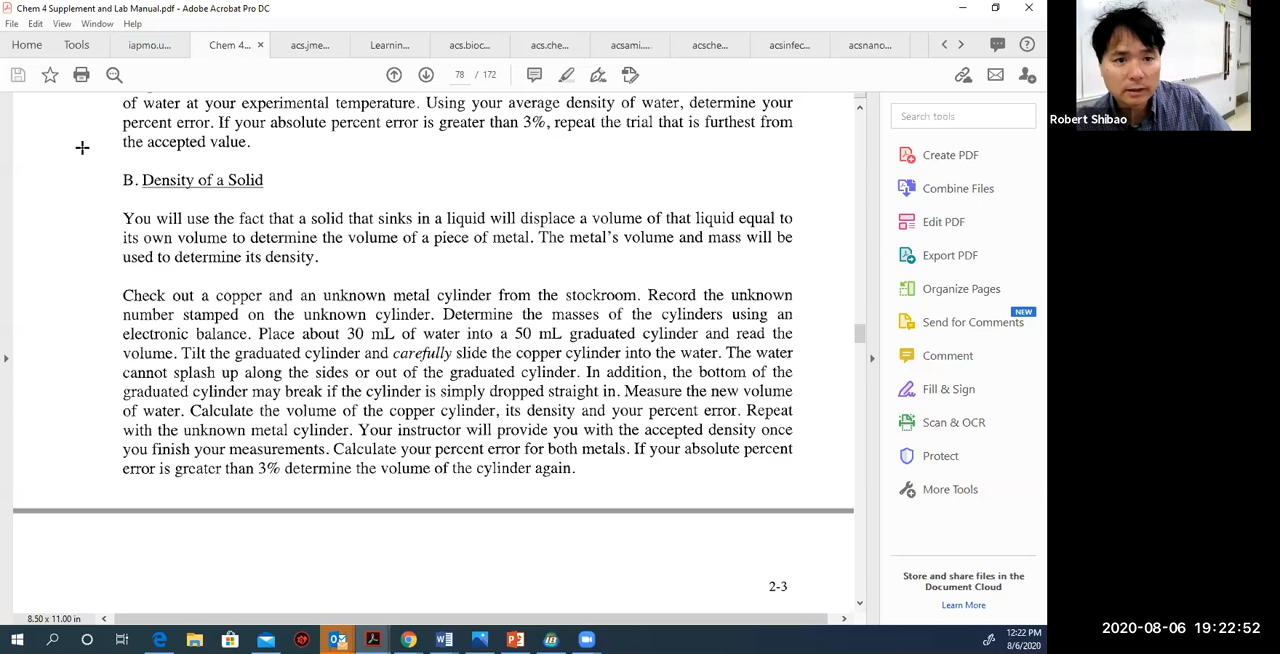 Chem 4 Supplement and Lab Manual.pdf - Adobe Acrobat Pro DC
File Edit View Window Help
Home Tools iapmo.u... Chem 4... × acs.jme... Learnin... acs.bioc... acs.che... acsami.... acsche... acsinfec... acsnano...
78 / 172
of water at your experimental temperature. Using your average density of water, determine your
percent error. If your absolute percent error is greater than 3%, repeat the trial that is furthest from
the accepted value.
B. Density of a Solid
You will use the fact that a solid that sinks in a liquid will displace a volume of that liquid equal to
its own volume to determine the volume of a piece of metal. The metal's volume and mass will be
used to determine its density.
Check out a copper and an unknown metal cylinder from the stockroom. Record the unknown
number stamped on the unknown cylinder. Determine the masses of the cylinders using an
electronic balance. Place about 30 mL of water into a 50 mL graduated cylinder and read the
volume. Tilt the graduated cylinder and carefully slide the copper cylinder into the water. The water
cannot splash up along the sides or out of the graduated cylinder. In addition, the bottom of the
graduated cylinder may break if the cylinder is simply dropped straight in. Measure the new volume
of water. Calculate the volume of the copper cylinder, its density and your percent error. Repeat
with the unknown metal cylinder. Your instructor will provide you with the accepted density once
you finish your measurements. Calculate your percent error for both metals. If your absolute percent
error is greater than 3% determine the volume of the cylinder again.
2-3
8.50 x 11.00 in
Search tools
Create PDF
Combine Files
Edit PDF
Export PDF
Organize Pages
NEW
Send for Comments
Comment
Fill & Sign
Scan & OCR
Protect
More Tools
Store and share files in the
Document Cloud
Learn More
12:22 PM
8/6/2020
Robert Shibao
2020-08-06 19:22:52